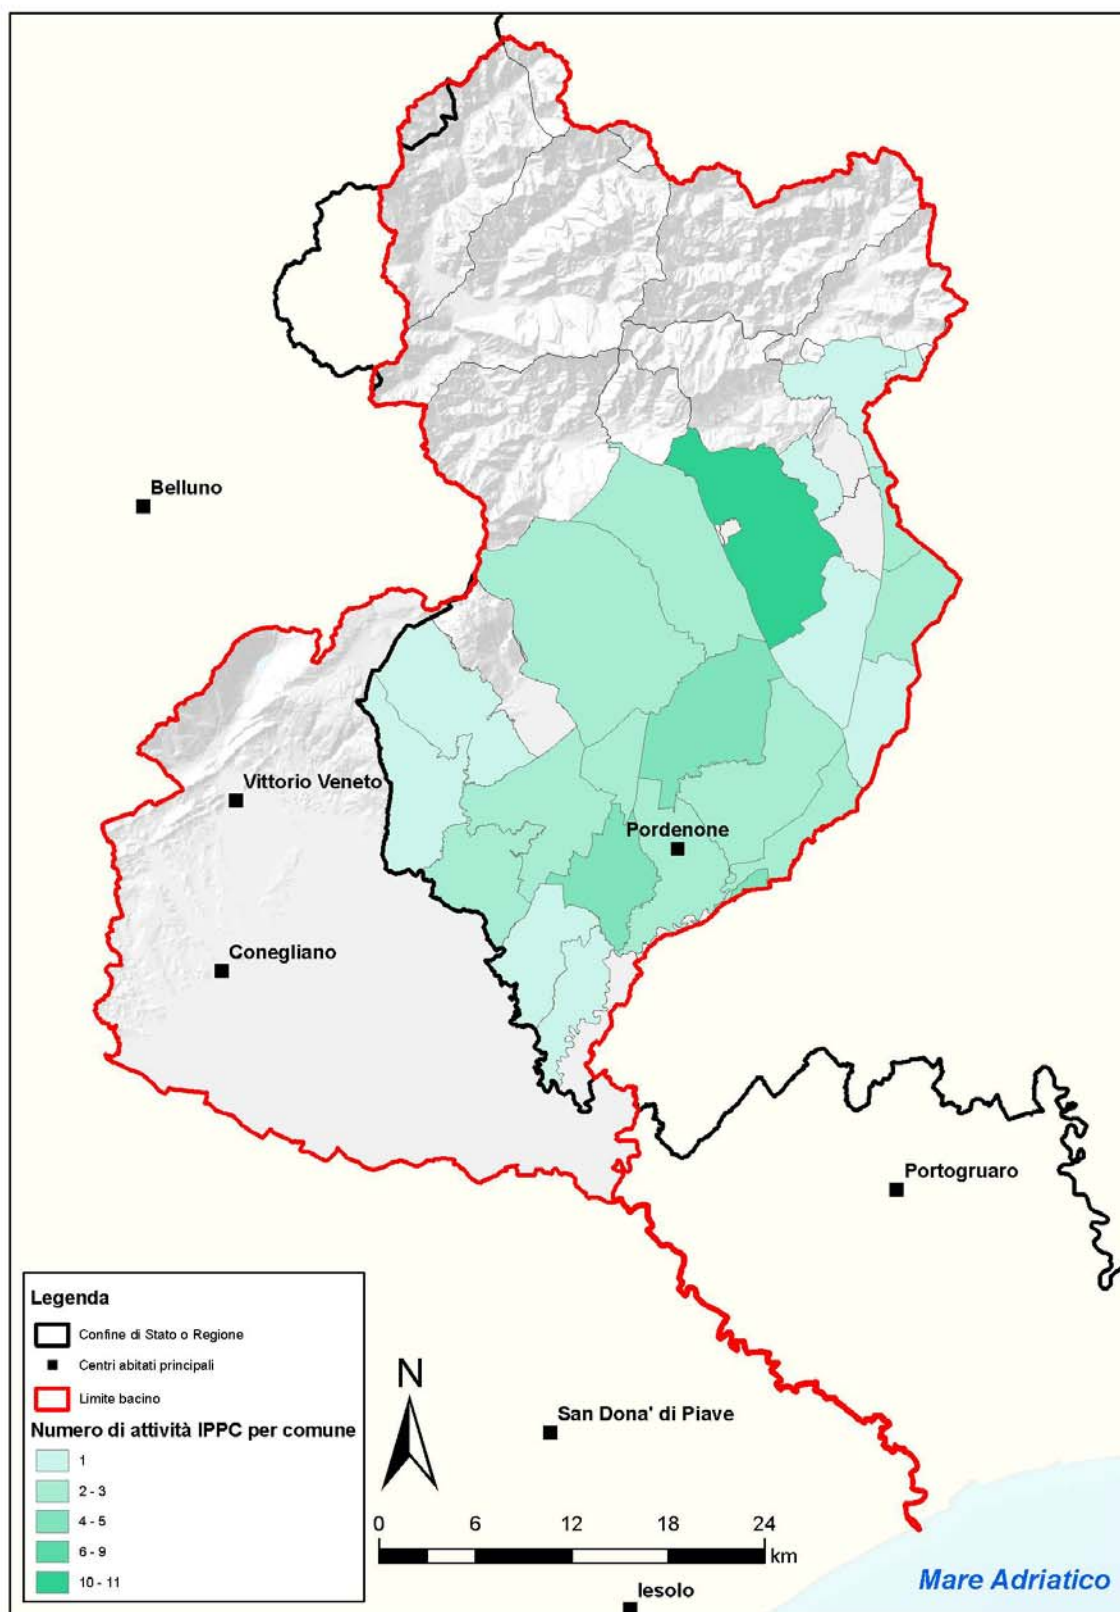 Belluno
Vittorio Veneto
Pordenone
Conegliano
Portogruaro
Legenda
Confine di Stato o Regione
Centri abitati principali
Limite bacino
Numero di attività IPPC per comune
1
2 - 3
4 - 5
6 - 9
10 - 11
N
San Dona' di Piave
0 6 12 18 24
km
Iesolo
Mare Adriatico